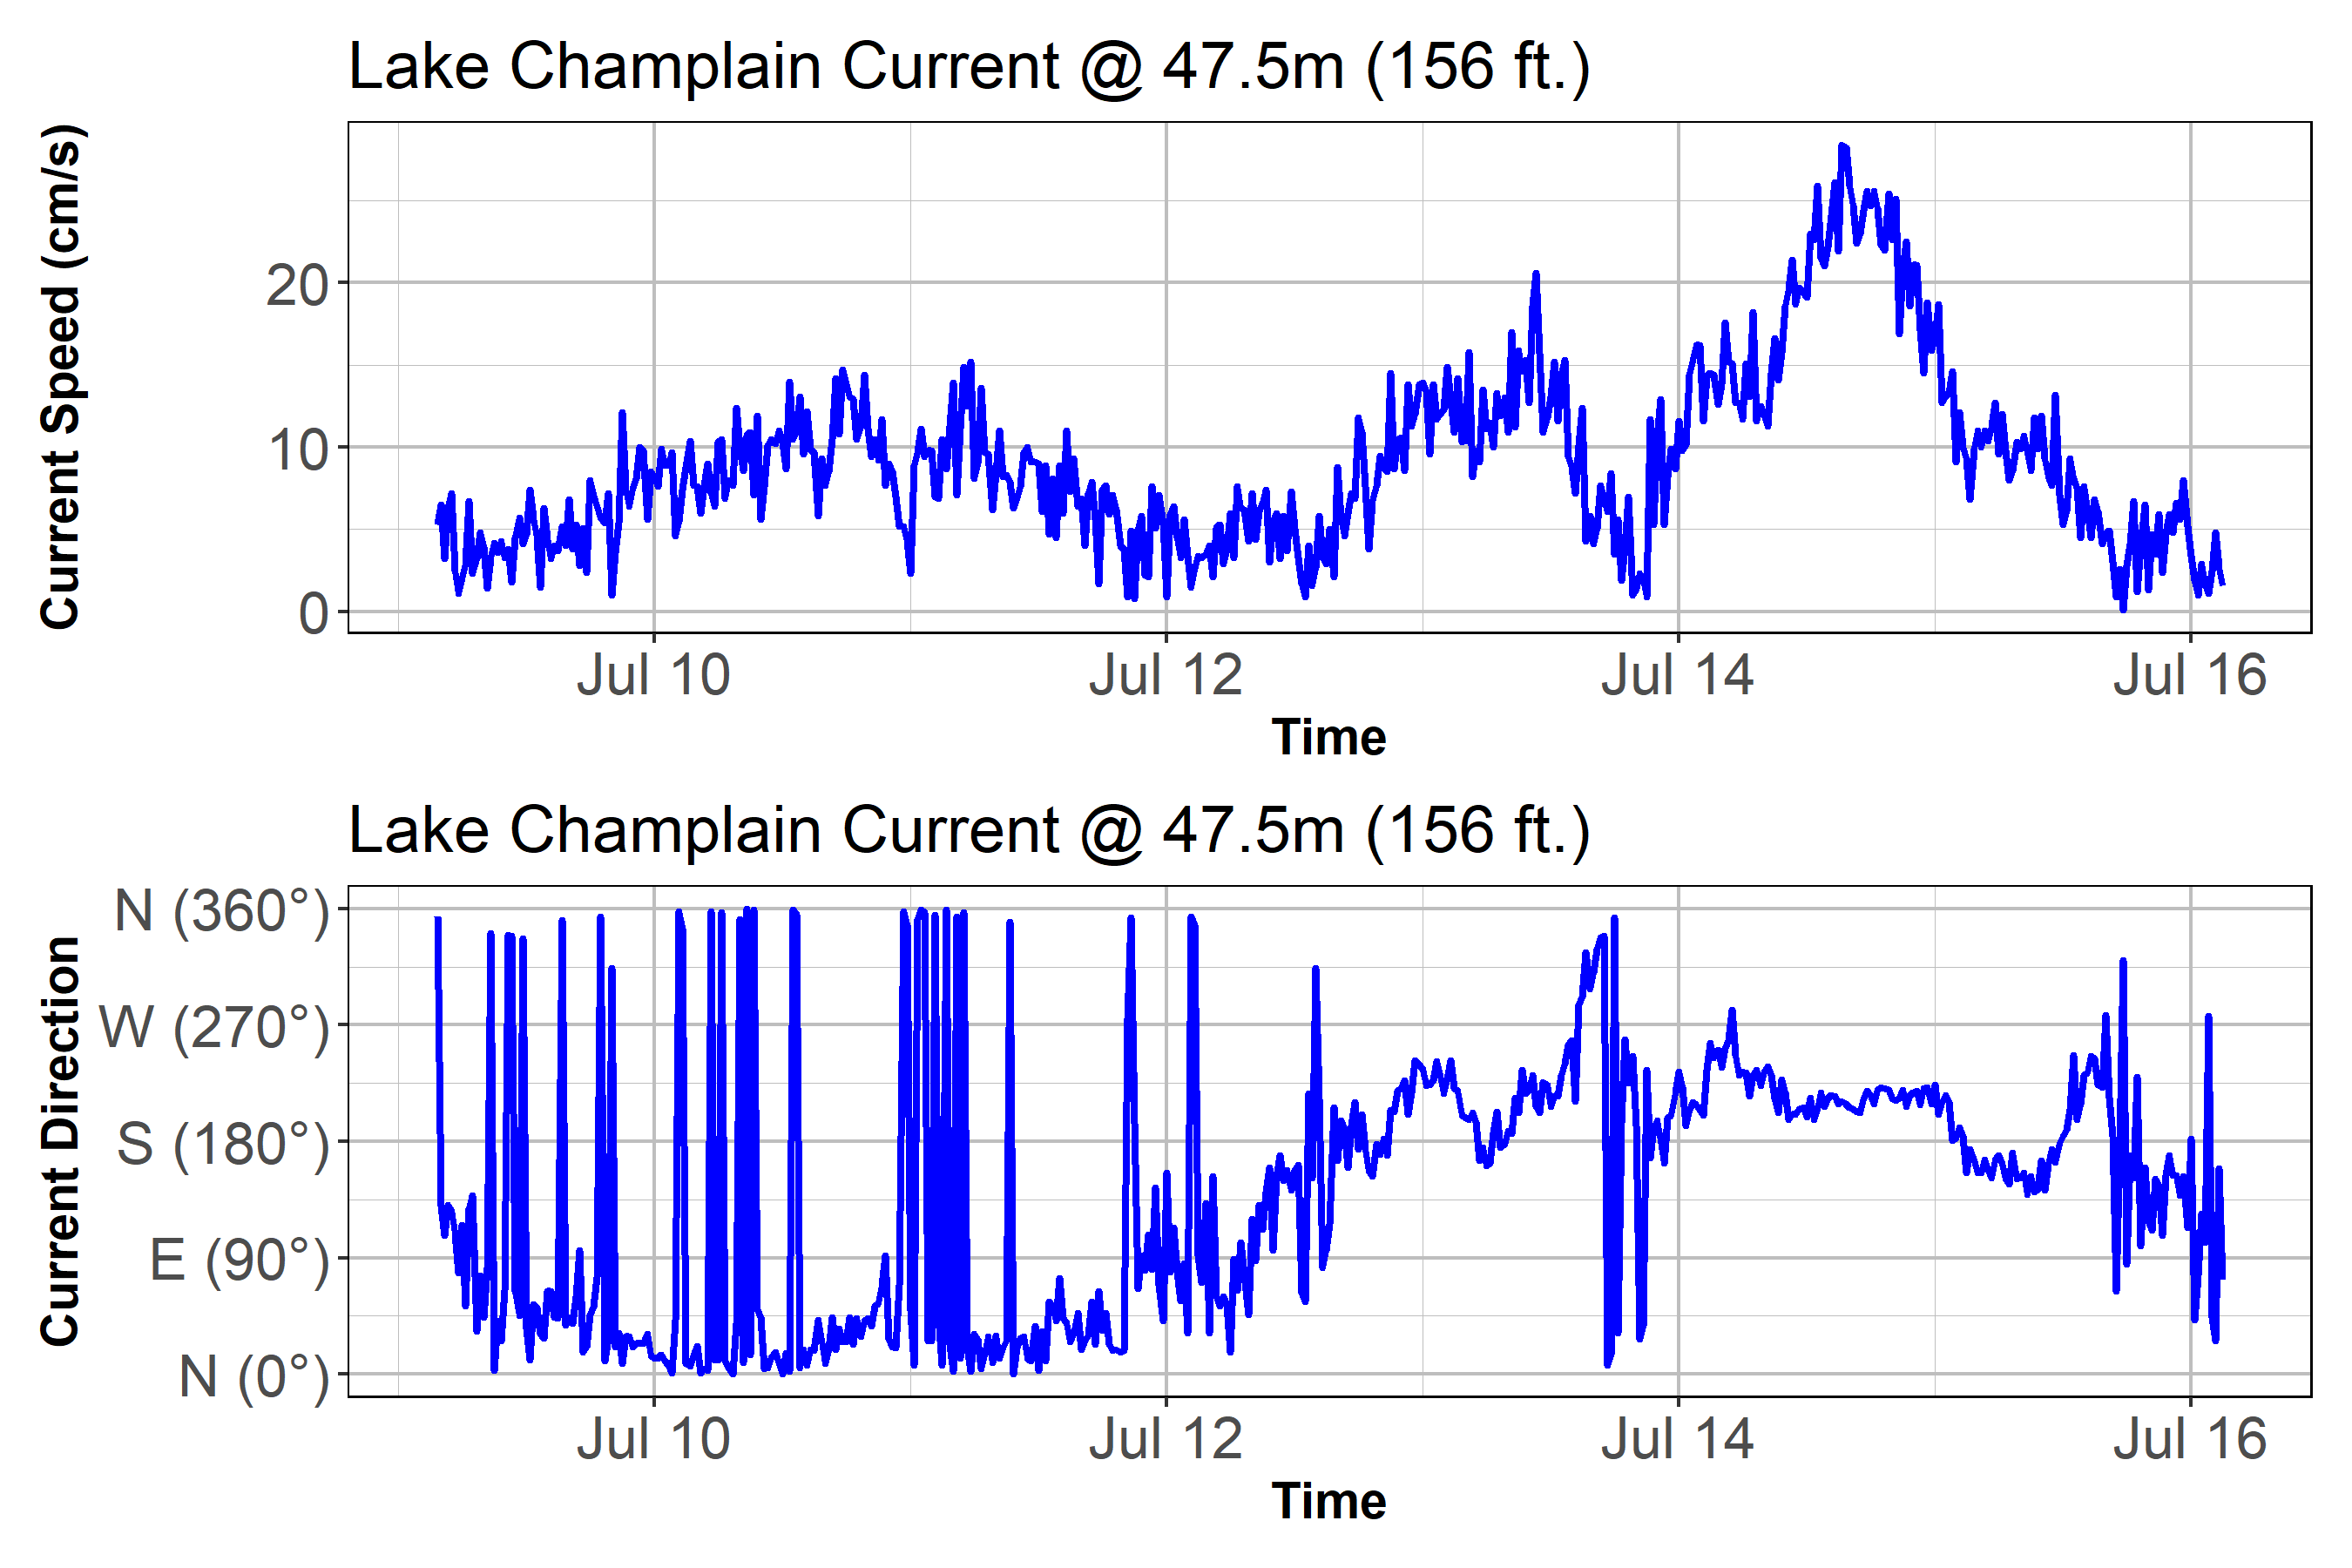 Lake Champlain Current @ 47.5m (156 ft.)
Current Speed (cm/s)
20
10
0
Jul 10 Jul 12 Jul 14 Jul 16
Time
Lake Champlain Current @ 47.5m (156 ft.)
Current Direction
N (360°)
W (270°)
S (180°)
E (90°)
N (0°)
Jul 10 Jul 12 Jul 14 Jul 16
Time